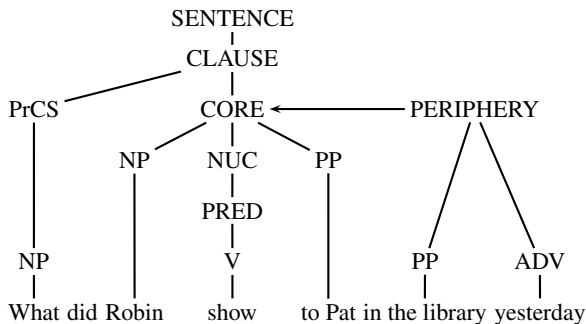 SENTENCE
CLAUSE
PrCS CORE PERIPHERY
NP NUC PP
PRED
NP V PP ADV
What did Robin show to Pat in the library yesterday